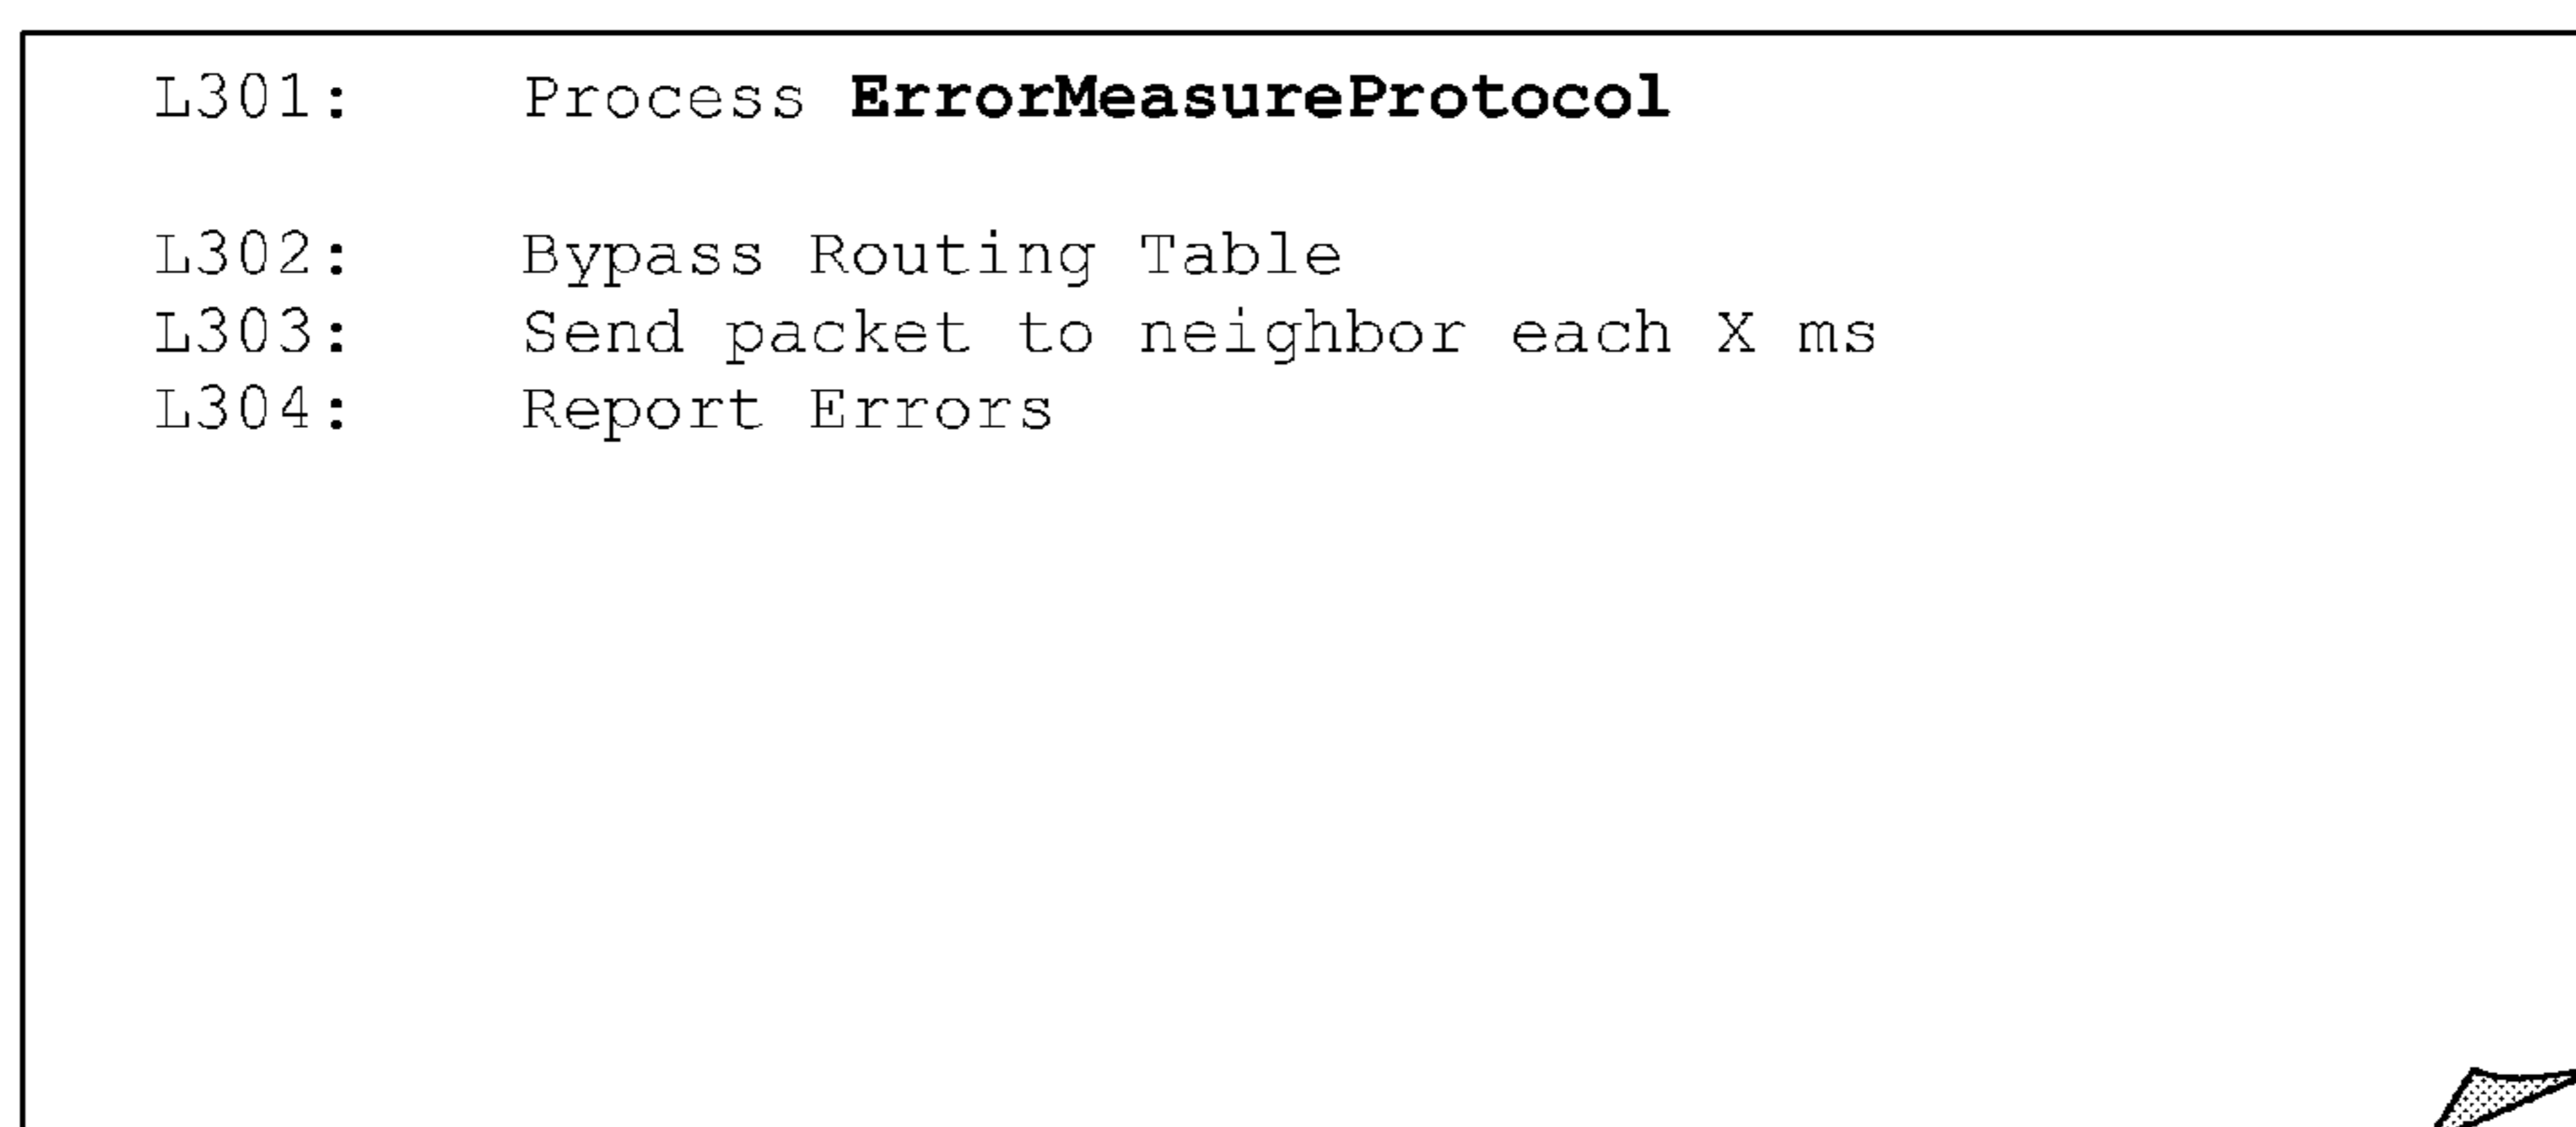 L301: Process ErrorMeasureProtocol
L302: Bypass Routing Table
L303: Send packet to neighbor each X ms
L304: Report Errors